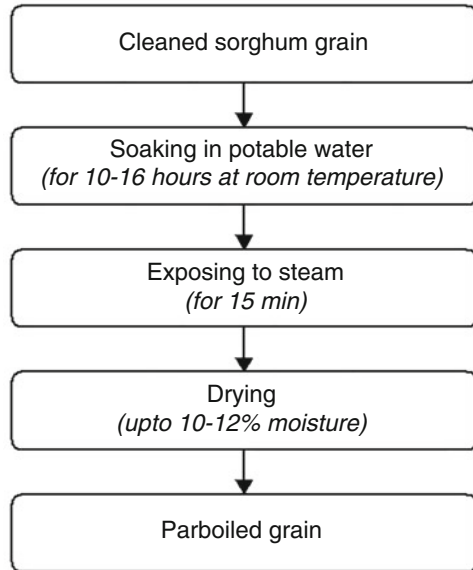 Cleaned sorghum grain
Soaking in potable water
(for 10-16 hours at room temperature)
Exposing to steam
(for 15 min)
Drying
(upto 10-12% moisture)
Parboiled grain